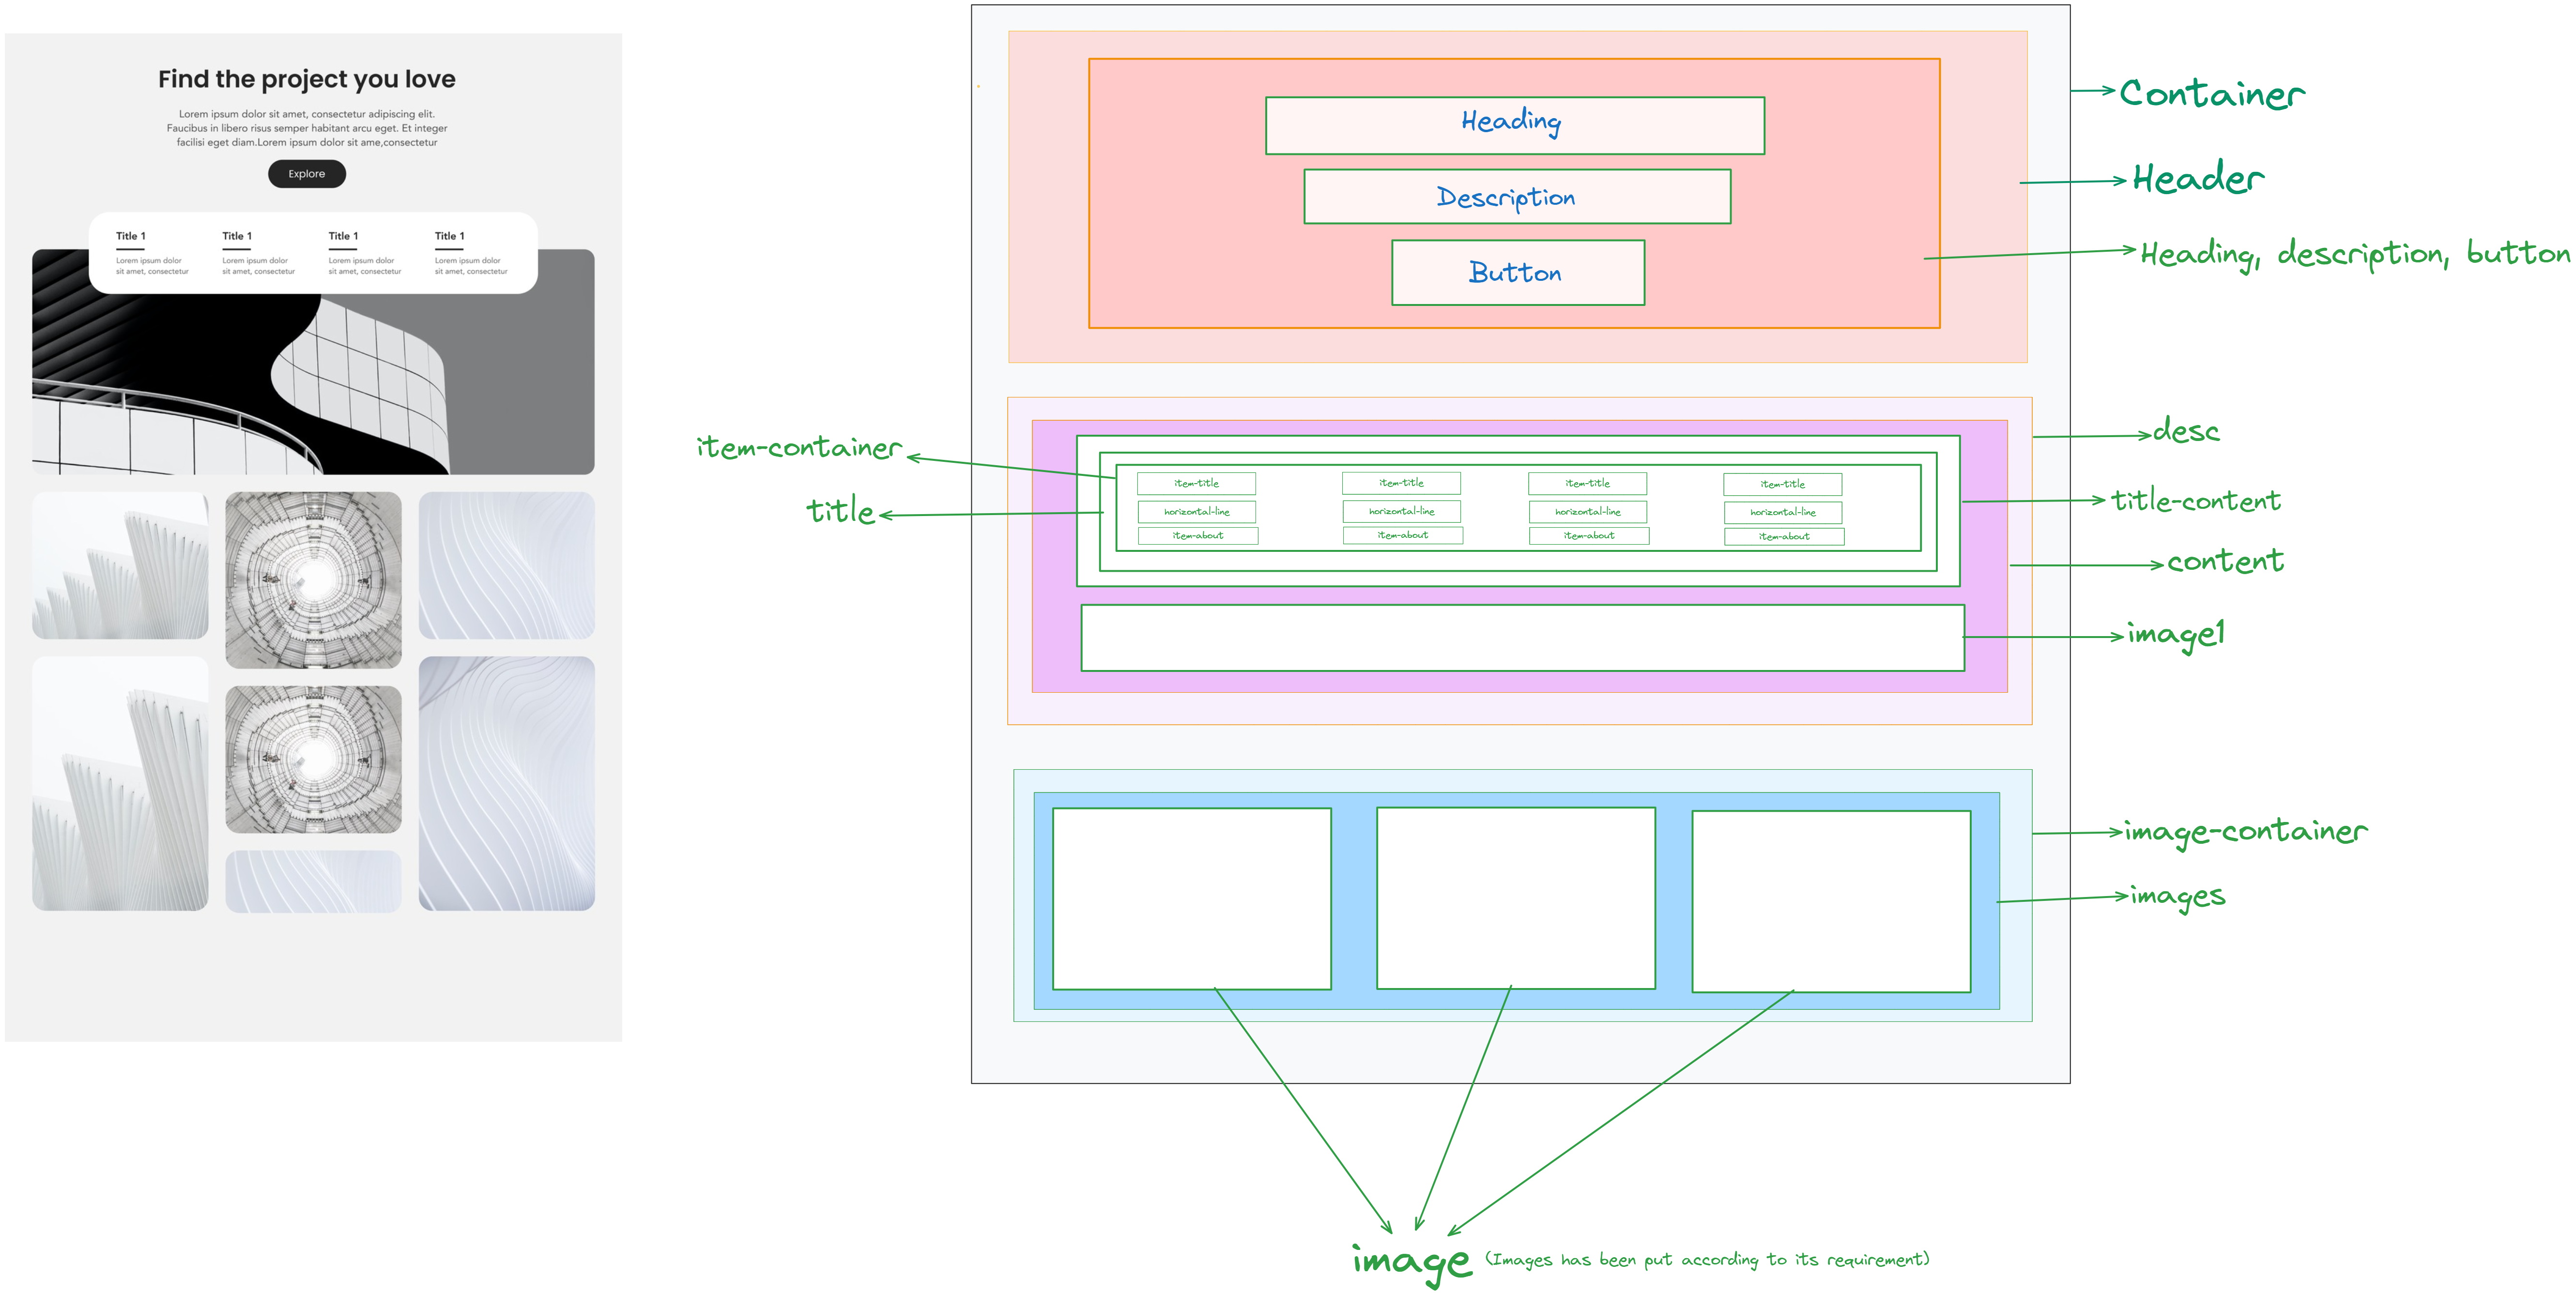 Find the project you love
Lorem ipsum dolor sit amet, consectetur adipiscing elit.
Faucibus in libero risus semper habitant arcu eget. Et integer
facilisi eget diam.Lorem ipsum dolor sit ame,consectetur
Explore
Title 1
Lorem ipsum dolor
sit amet, consectetur
Title 1
Lorem ipsum dolor
sit amet, consectetur
Title 1
Lorem ipsum dolor
sit amet, consectetur
Title 1
Lorem ipsum dolor
sit amet, consectetur
Heading
Description
Button
Container
Header
Heading, description, button
item-container
title
item-title
horizontal-line
item-about
item-title
horizontal-line
item-about
item-title
horizontal-line
item-about
item-title
horizontal-line
item-about
desc
title-content
content
image1
image-container
images
image (Images has been put according to its requirement)